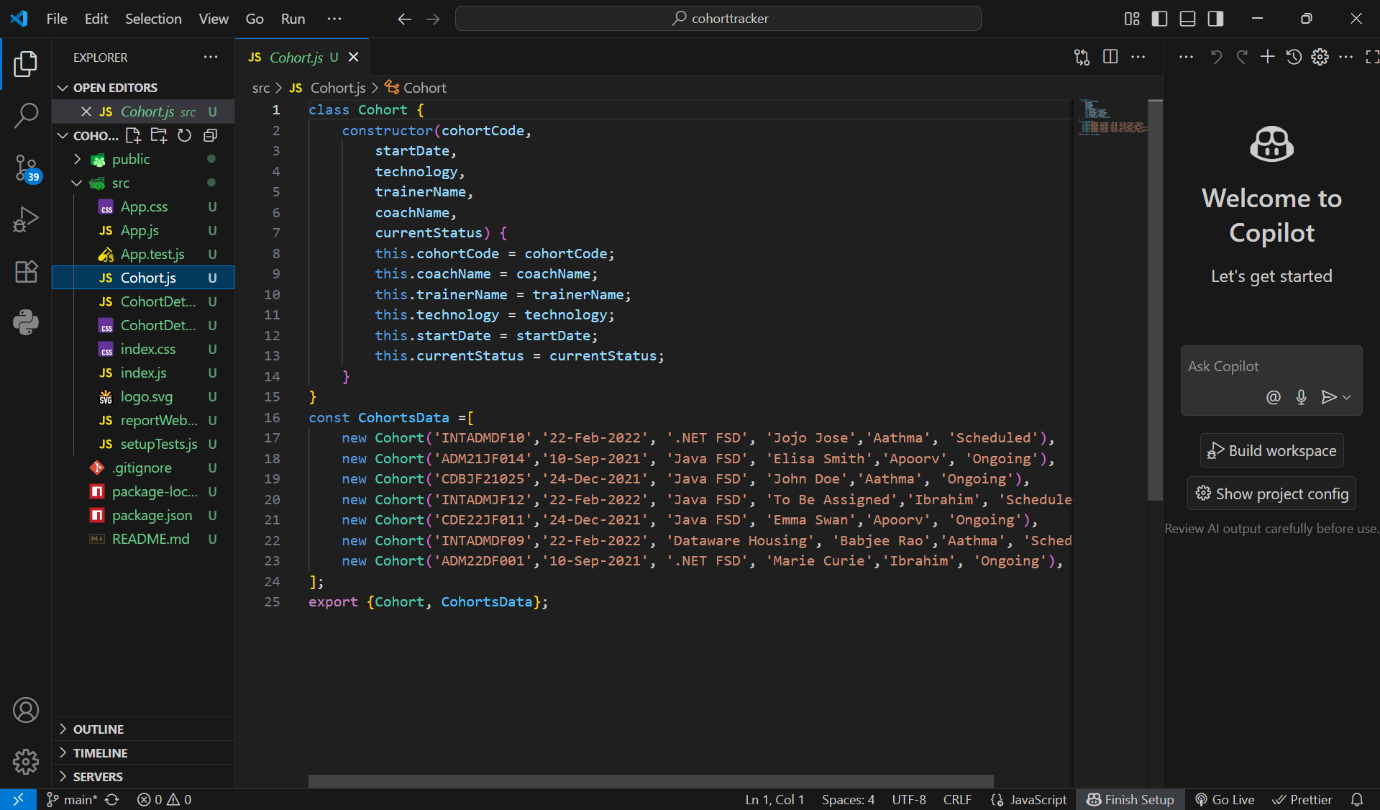 File Edit Selection View Go Run ··· cohorttracker
EXPLORER
OPEN EDITORS
JS Cohort.js src U
COHO...
public
src
CSS App.css U
JS App.js U
App.test.js U
JS Cohort.js U
JS CohortDet... U
CSS CohortDet... U
CSS index.css U
JS index.js U
SVG logo.svg U
JS reportWeb... U
JS setupTests.js U
.gitignore U
package-loc... U
package.json U
README.md U
OUTLINE
TIMELINE
SERVERS
39
JS Cohort.js U
src > JS Cohort.js > Cohort
1 class Cohort {
2 constructor(cohortCode,
3 startDate,
4 technology,
5 trainerName,
6 coachName,
7 currentStatus) {
8 this.cohortCode = cohortCode;
9 this.coachName = coachName;
10 this.trainerName = trainerName;
11 this.technology = technology;
12 this.startDate = startDate;
13 this.currentStatus = currentStatus;
14 }
15 }
16 const CohortsData =[
17 new Cohort('INTADMDF10','22-Feb-2022', '.NET FSD', 'Jojo Jose','Aathma', 'Scheduled'),
18 new Cohort('ADM21JF014','10-Sep-2021', 'Java FSD', 'Elisa Smith','Apoorv', 'Ongoing'),
19 new Cohort('CDBJF21025','24-Dec-2021', 'Java FSD', 'John Doe','Aathma', 'Ongoing'),
20 new Cohort('INTADMJF12','22-Feb-2022', 'Java FSD', 'To Be Assigned','Ibrahim', 'Schedule
21 new Cohort('CDE22JF011','24-Dec-2021', 'Java FSD', 'Emma Swan','Apoorv', 'Ongoing'),
22 new Cohort('INTADMDF09','22-Feb-2022', 'Dataware Housing', 'Babjee Rao','Aathma', 'Sched
23 new Cohort('ADM22DF001','10-Sep-2021', '.NET FSD', 'Marie Curie','Ibrahim', 'Ongoing'),
24 ];
25 export {Cohort, CohortsData};
Welcome to
Copilot
Let's get started
Ask Copilot
@
Build workspace
Show project config
Review AI output carefully before use.
main* 0 0 Ln 1, Col 1 Spaces: 4 UTF-8 CRLF {} JavaScript Finish Setup Go Live Prettier